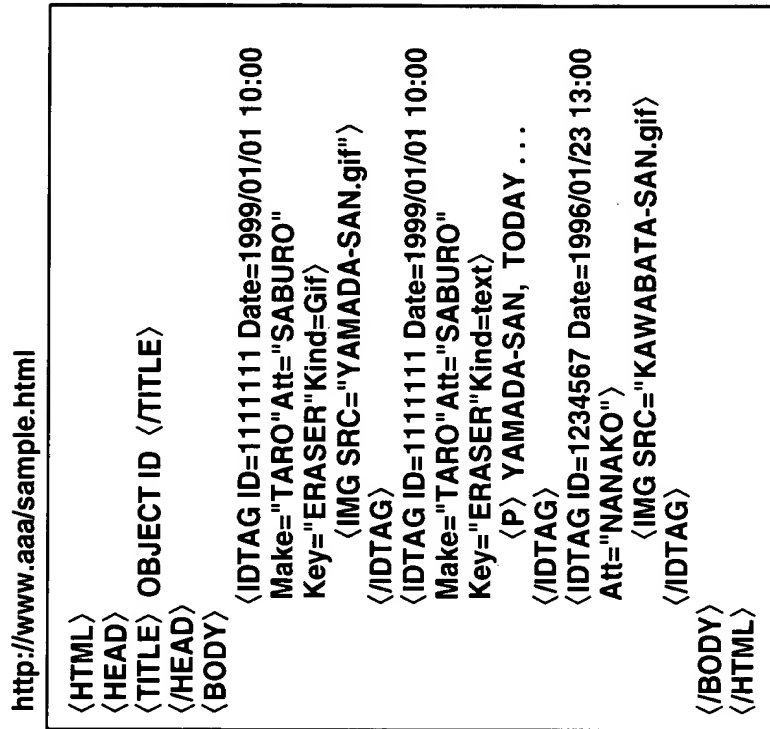 http://www.aaa/sample.html
〈HTML〉
〈HEAD〉
〈TITLE〉 OBJECT ID 〈/TITLE〉
〈/HEAD〉
〈BODY〉
〈IDTAG ID=1111111 Date=1999/01/01 10:00
Make="TARO"Att="SABURO"
Key="ERASER"Kind=Gif〉
〈IMG SRC="YAMADA-SAN.gif"〉
〈/IDTAG〉
〈IDTAG ID=1111111 Date=1999/01/01 10:00
Make="TARO"Att="SABURO"
Key="ERASER"Kind=text〉
〈P〉 YAMADA-SAN, TODAY . . .
〈/IDTAG〉
〈IDTAG ID=1234567 Date=1996/01/23 13:00
Att="NANAKO"〉
〈IMG SRC="KAWABATA-SAN.gif〉
〈/IDTAG〉
〈/BODY〉
〈/HTML〉